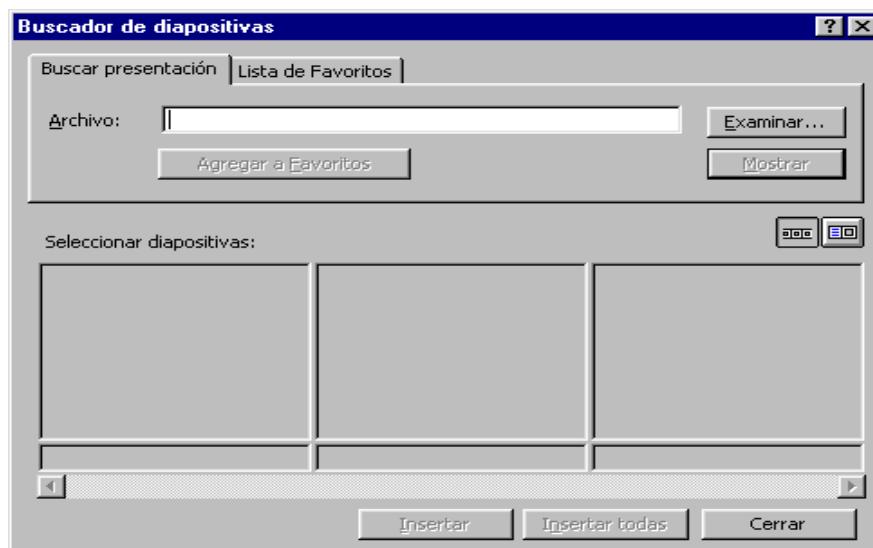 Buscador de diapositivas
Buscar presentación
Lista de Favoritos
Archivo:
Examinar...
Agregar a Favoritos
Mostrar
Seleccionar diapositivas:
Insertar
Insertar todas
Cerrar